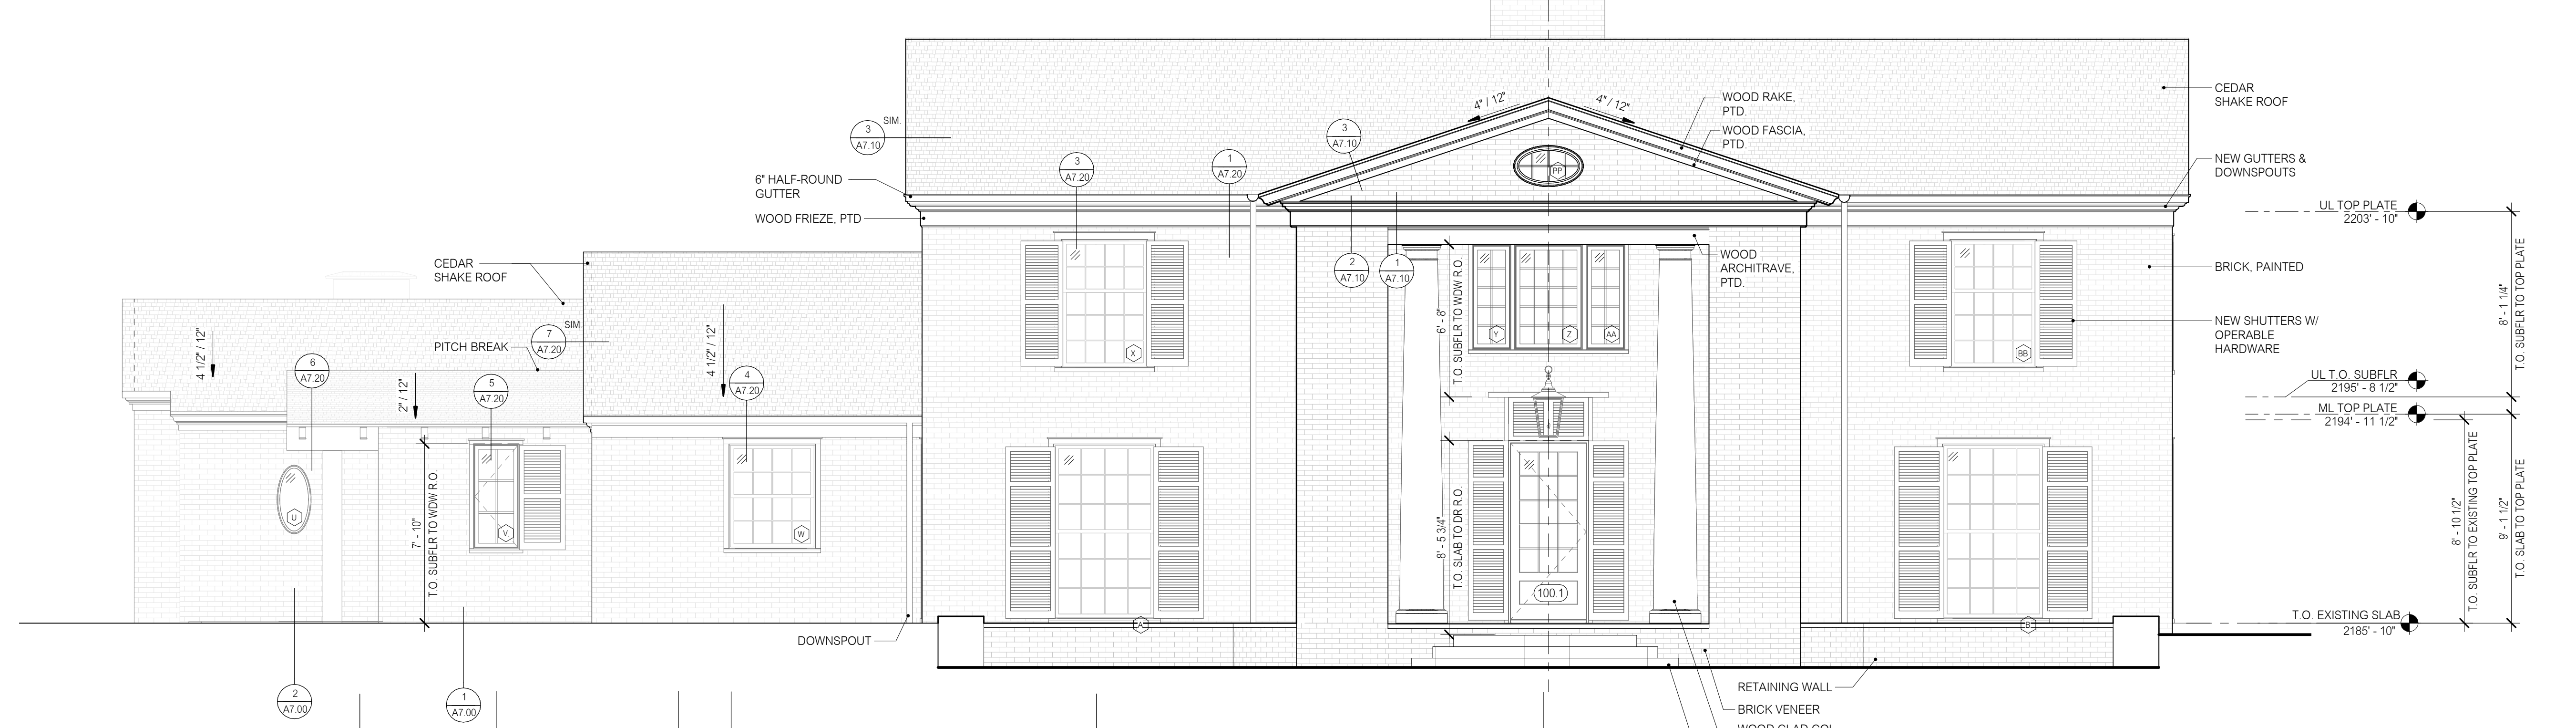 4" / 12"
4" / 12"
WOOD RAKE,
PTD.
WOOD FASCIA,
PTD.
CEDAR
SHAKE ROOF
3
A7.10
SIM.
3
A7.10
3
A7.20
1
A7.20
PP
NEW GUTTERS &
DOWNSPOUTS
6" HALF-ROUND
GUTTER
WOOD FRIEZE, PTD
UL TOP PLATE
2203' - 10"
CEDAR
SHAKE ROOF
2
A7.10
1
A7.10
WOOD
ARCHITRAVE,
PTD.
BRICK, PAINTED
6' - 8"
T.O. SUBFLR TO WDW R.O.
8' - 1 1/4"
T.O. SUBFLR TO TOP PLATE
NEW SHUTTERS W/
OPERABLE
HARDWARE
7
A7.20
SIM.
PITCH BREAK
4 1/2" / 12"
4 1/2" / 12"
2" / 12"
6
A7.20
5
A7.20
4
A7.20
X
Y
Z
AA
BB
UL T.O. SUBFLR
2195' - 8 1/2"
ML TOP PLATE
2194' - 11 1/2"
U
V
W
7' - 10"
T.O. SUBFLR TO WDW R.O.
8' - 5 3/4"
T.O. SLAB TO DR R.O.
100.1
8' - 10 1/2"
T.O. SUBFLR TO EXISTING TOP PLATE
9' - 1 1/2"
T.O. SLAB TO TOP PLATE
A
B
T.O. EXISTING SLAB
2185' - 10"
DOWNSPOUT
2
A7.00
1
A7.00
RETAINING WALL
BRICK VENEER
WOOD CLAD COL